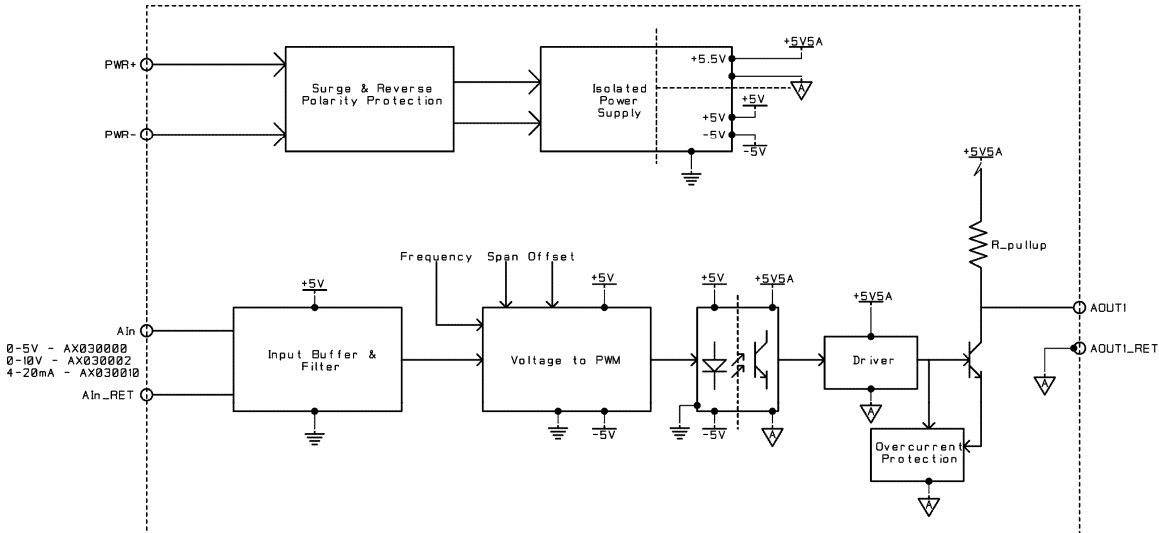 PWR+
PWR-
Surge & Reverse
Polarity Protection
Isolated
Power
Supply
+5.5V
+5V
-5V
+5V5A
A
+5V
-5V
+5V5A
R_pullup
Frequency
Span
Offset
AIn
0-5V - AX030000
0-10V - AX030002
4-20mA - AX030010
AIn_RET
+5V
Input Buffer &
Filter
+5V
Voltage to PWM
-5V
+5V
+5V5A
-5V
A
+5V5A
Driver
A
Overcurrent
Protection
A
AOUT1
AOUT1_RET
A